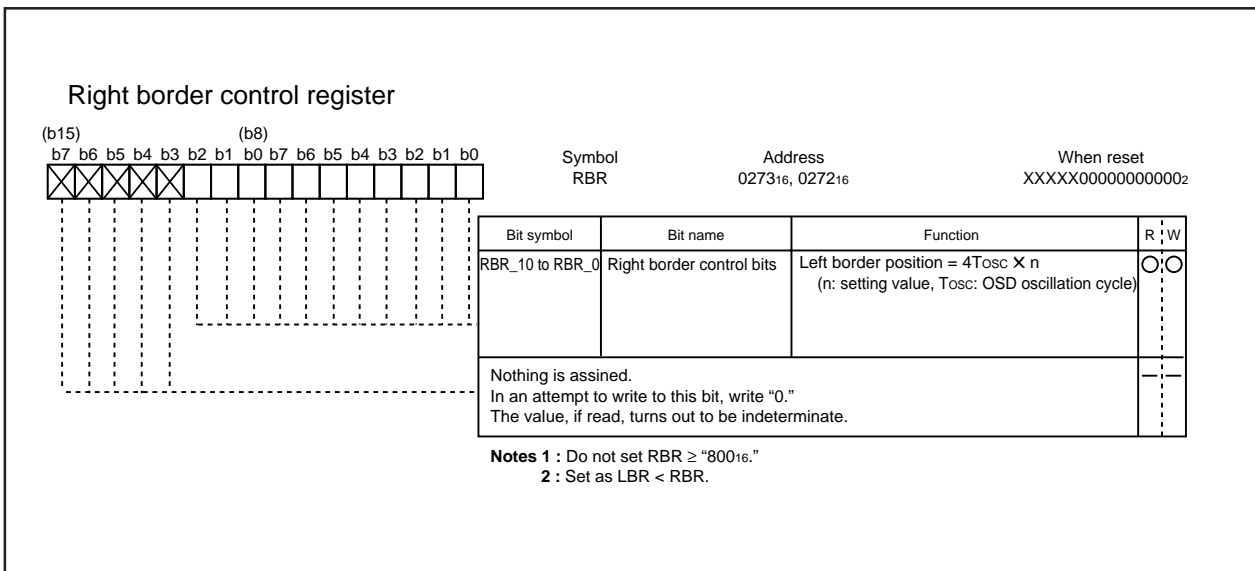 Right border control register
(b15) (b8)
b7 b6 b5 b4 b3 b2 b1 b0 b7 b6 b5 b4 b3 b2 b1 b0
Symbol Address When reset
RBR 027316, 027216 XXXXX000000000002
Bit symbol Bit name Function R W
RBR_10 to RBR_0 Right border control bits Left border position = 4Tosc X n
(n: setting value, Tosc: OSD oscillation cycle)
Nothing is assined.
In an attempt to write to this bit, write “0.”
The value, if read, turns out to be indeterminate.
Notes 1 : Do not set RBR ≥ “80016.”
2 : Set as LBR < RBR.